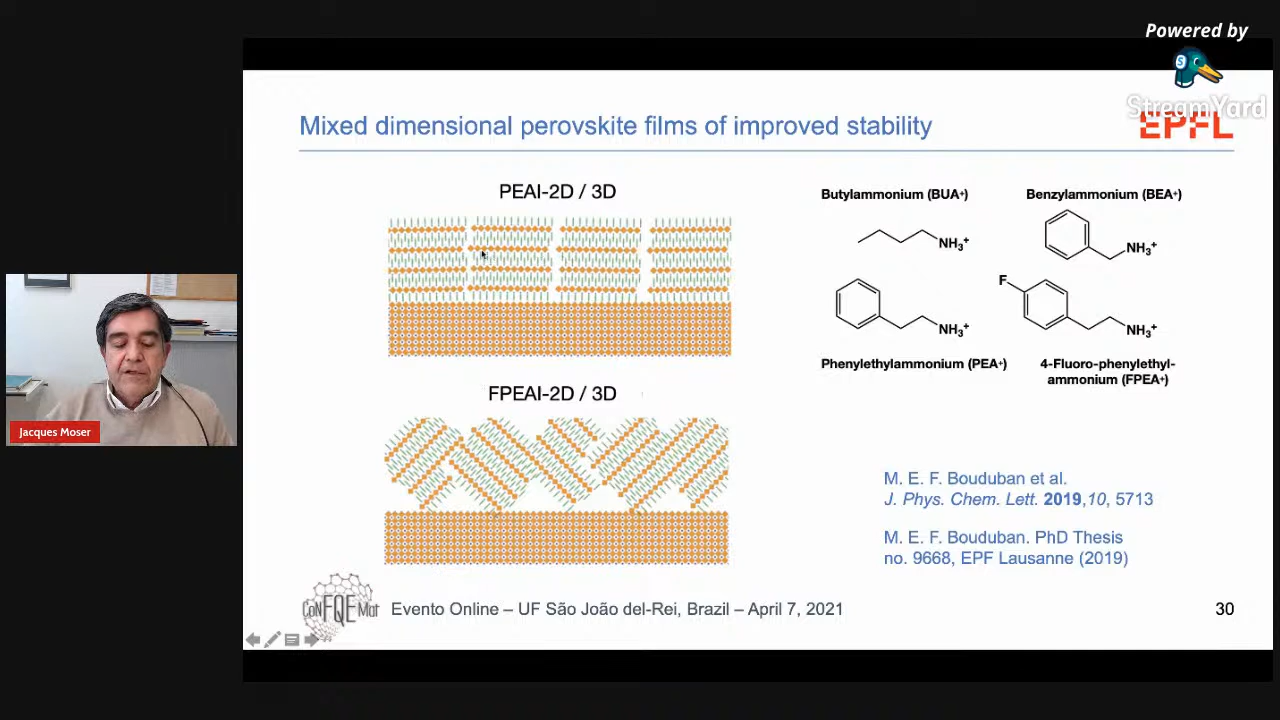 Powered by
StreamYard
EPFL
Mixed dimensional perovskite films of improved stability
PEAI-2D / 3D
FPEAI-2D / 3D
Butylammonium (BUA⁺)
NH₃⁺
Benzylammonium (BEA⁺)
NH₃⁺
NH₃⁺
Phenylethylammonium (PEA⁺)
F
NH₃⁺
4-Fluoro-phenylethyl-
ammonium (FPEA⁺)
M. E. F. Bouduban et al.
J. Phys. Chem. Lett. 2019,10, 5713
M. E. F. Bouduban. PhD Thesis
no. 9668, EPF Lausanne (2019)
Jacques Moser
CoNFQEMat
Evento Online – UF São João del-Rei, Brazil – April 7, 2021
30